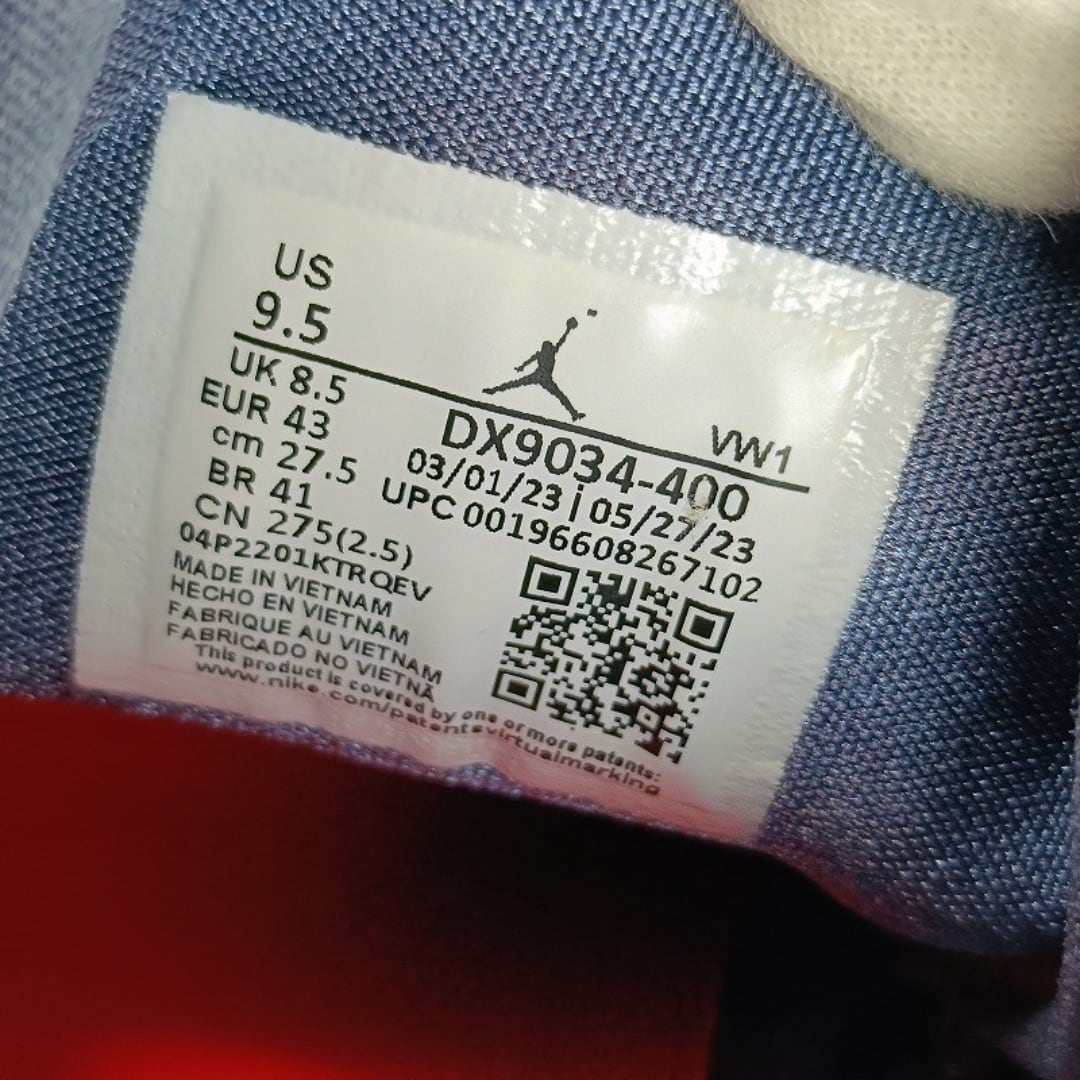 US
9.5
UK 8.5
EUR 43
cm 27.5
BR 41
CN 275(2.5)
04P2201KTRQEV
MADE IN VIETNAM
HECHO EN VIETNAM
FABRIQUE AU VIETNAM
FABRICADO NO VIETNÃ
This product is covered by one or more patents:
www.nike.com/patentsvirtualmarking
VW1
DX9034-400
03/01/23 | 05/27/23
UPC 00196608267102